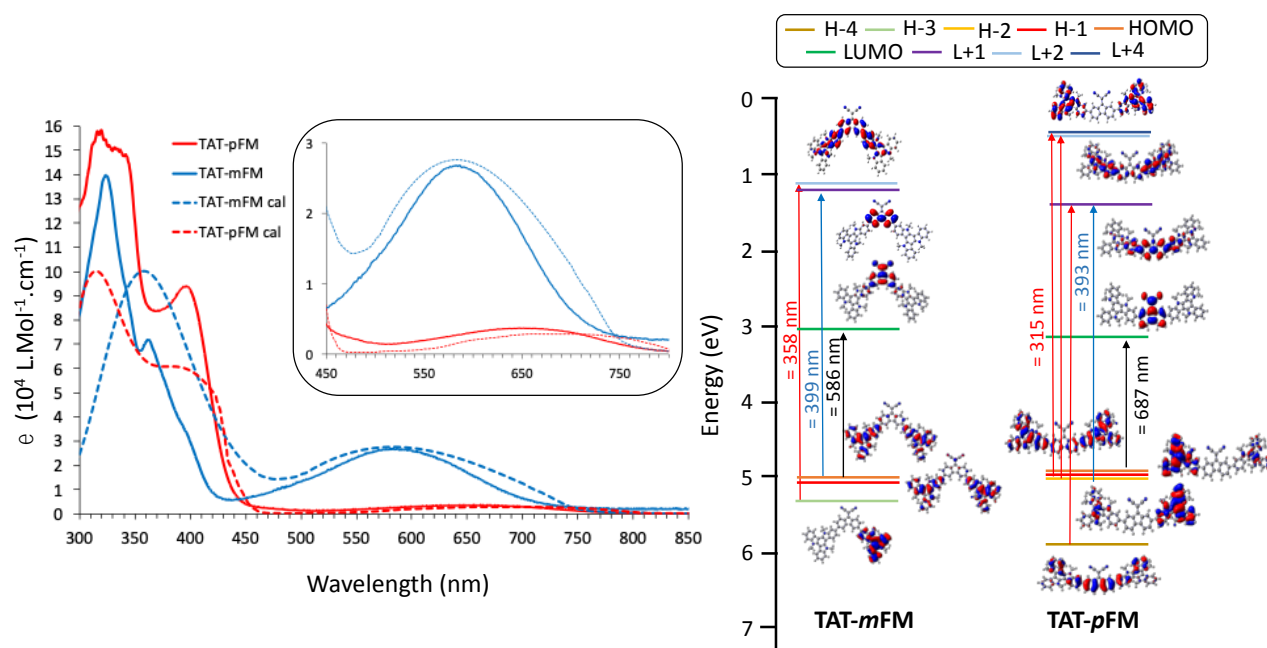 H-4 H-3 H-2 H-1 HOMO
LUMO L+1 L+2 L+4
16
15
14
13
12
11
10
9
8
7
6
5
4
3
2
1
0
e (10⁴ L.Mol⁻¹.cm⁻¹)
300 350 400 450 500 550 600 650 700 750 800 850
Wavelength (nm)
TAT-pFM
TAT-mFM
TAT-mFM cal
TAT-pFM cal
3
2
1
0
450 550 650 750
0
1
2
3
4
5
6
7
Energy (eV)
= 358 nm
= 399 nm
= 586 nm
= 315 nm
= 393 nm
= 687 nm
TAT-mFM
TAT-pFM